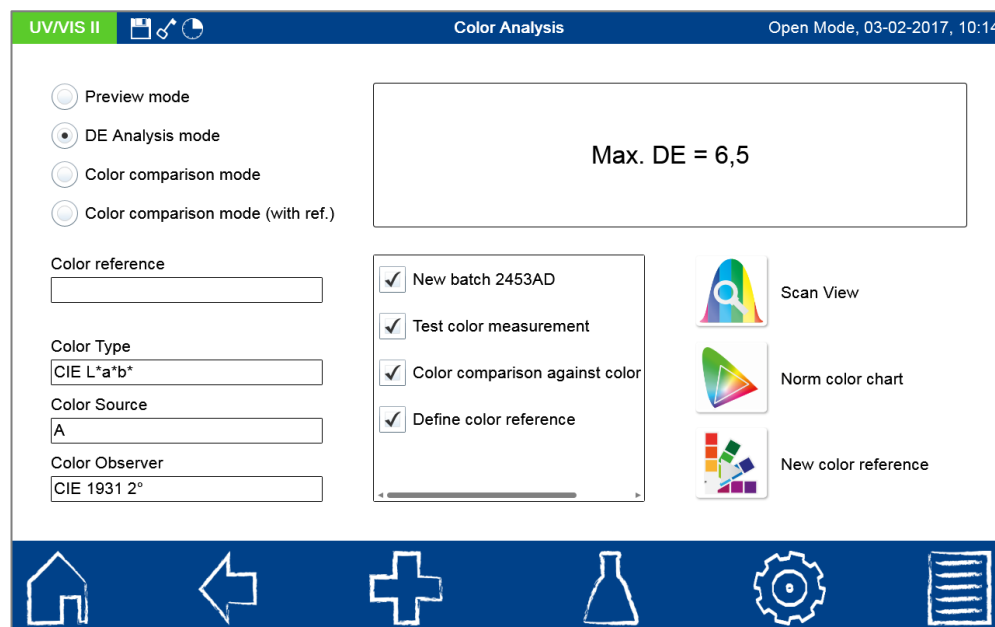 UV/VIS II
Color Analysis
Open Mode, 03-02-2017, 10:14
Preview mode
DE Analysis mode
Color comparison mode
Color comparison mode (with ref.)
Max. DE = 6,5
Color reference
Color Type
CIE L*a*b*
Color Source
A
Color Observer
CIE 1931 2°
New batch 2453AD
Test color measurement
Color comparison against color
Define color reference
Scan View
Norm color chart
New color reference